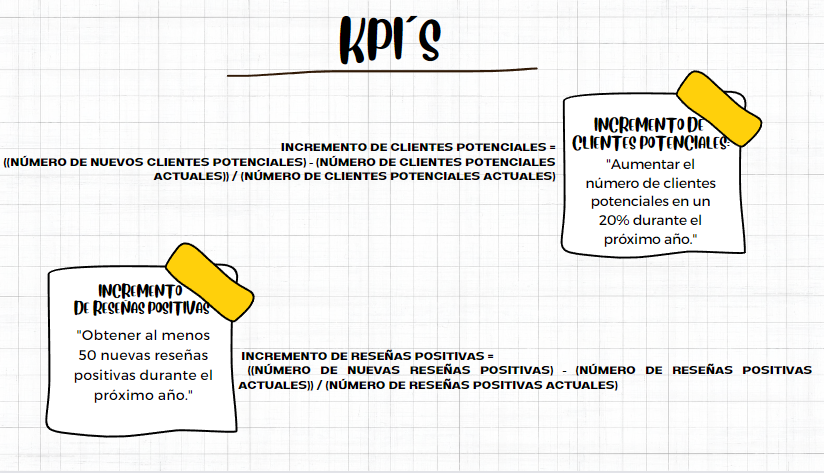 KPI´S
INCREMENTO DE CLIENTES POTENCIALES =
((NÚMERO DE NUEVOS CLIENTES POTENCIALES) - (NÚMERO DE CLIENTES POTENCIALES
ACTUALES)) / (NÚMERO DE CLIENTES POTENCIALES ACTUALES)
INCREMENTO DE
CLIENTES POTENCIALES:
"Aumentar el
número de clientes
potenciales en un
20% durante el
próximo año."
INCREMENTO
DE RESEÑAS POSITIVAS
"Obtener al menos
50 nuevas reseñas
positivas durante el
próximo año."
INCREMENTO DE RESEÑAS POSITIVAS =
((NÚMERO DE NUEVAS RESEÑAS POSITIVAS) - (NÚMERO DE RESEÑAS POSITIVAS
ACTUALES)) / (NÚMERO DE RESEÑAS POSITIVAS ACTUALES)